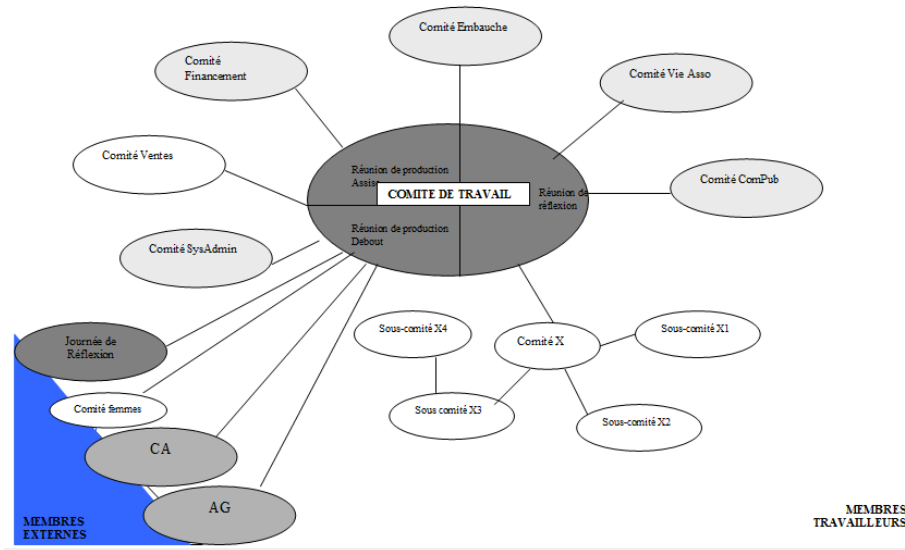 Comité Embauche
Comité
Financement
Comité Vie Asso
Comité Ventes
Réunion de production
COMITE DE TRAVAIL
Réunion de
réflexion
Comité ComPub
Réunion de production
Debout
Comité SysAdmin
Sous-comité X4
Comité X
Sous-comité X1
Journée de
Réflexion
Comité femmes
Sous comité X3
Sous-comité X2
CA
AG
MEMBRES
EXTERNES
MEMBRES
TRAVAILLEURS